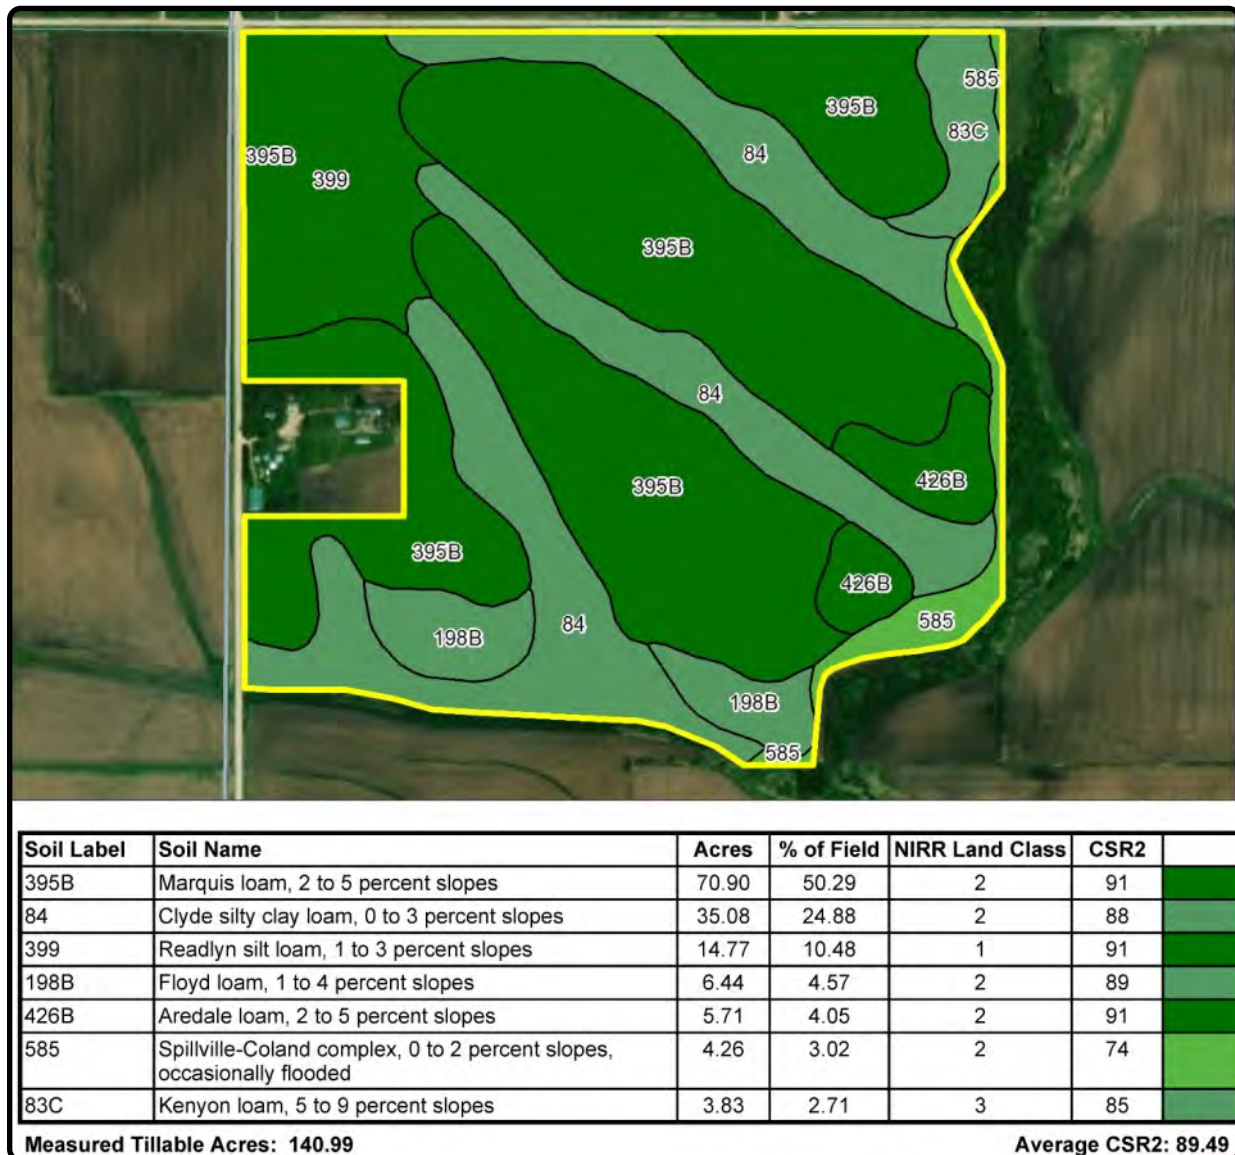 585
395B
83C
84
395B
399
395B
84
426B
395B
395B
426B
198B
84
585
198B
585
Soil Label Soil Name Acres % of Field NIRR Land Class CSR2
395B Marquis loam, 2 to 5 percent slopes 70.90 50.29 2 91
84 Clyde silty clay loam, 0 to 3 percent slopes 35.08 24.88 2 88
399 Readlyn silt loam, 1 to 3 percent slopes 14.77 10.48 1 91
198B Floyd loam, 1 to 4 percent slopes 6.44 4.57 2 89
426B Aredale loam, 2 to 5 percent slopes 5.71 4.05 2 91
585 Spillville-Coland complex, 0 to 2 percent slopes, 4.26 3.02 2 74
occasionally flooded
83C Kenyon loam, 5 to 9 percent slopes 3.83 2.71 3 85
Measured Tillable Acres: 140.99 Average CSR2: 89.49